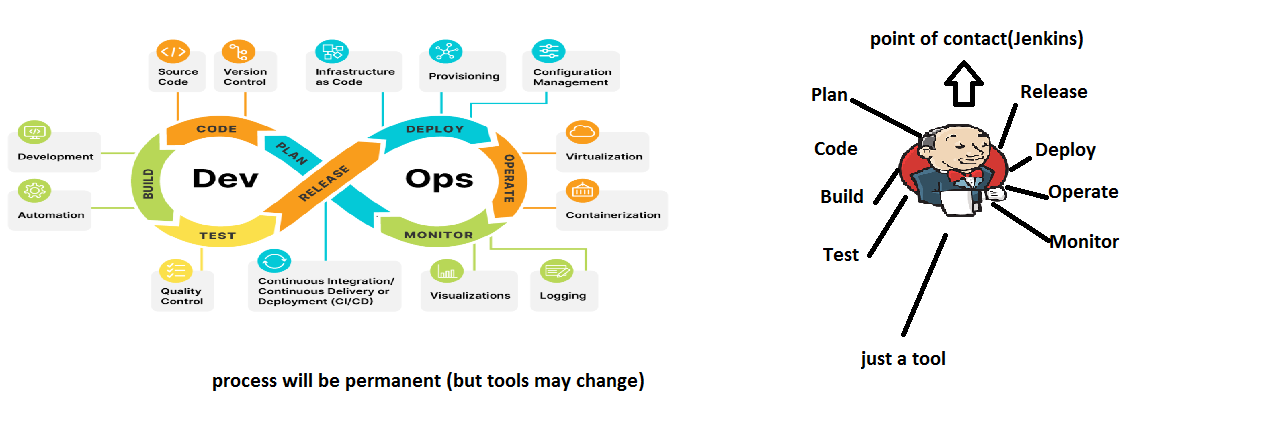 point of contact(Jenkins)
Source
Code
Version
Control
Infrastructure
as Code
Provisioning
Configuration
Management
Plan
Release
CODE
PLAN
DEPLOY
Development
BUILD
Dev
RELEASE
Ops
OPERATE
Virtualization
Code
Deploy
Automation
Containerization
Build
Operate
TEST
MONITOR
Test
Monitor
Quality
Control
Continuous Integration/
Continuous Delivery or
Deployment (CI/CD)
Visualizations
Logging
just a tool
process will be permanent (but tools may change)